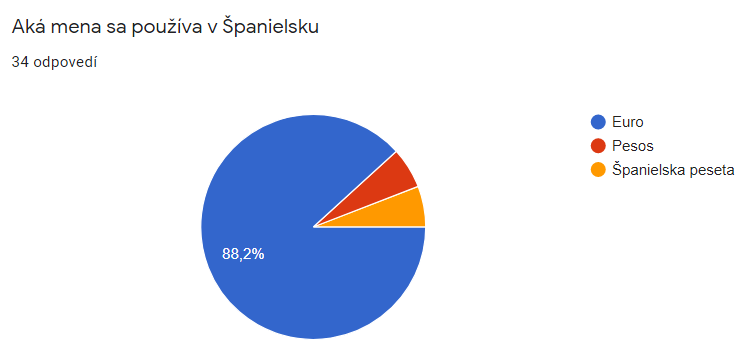 Aká mena sa používa v Španielsku
34 odpovedí
Euro
Pesos
Španielska peseta
88,2%